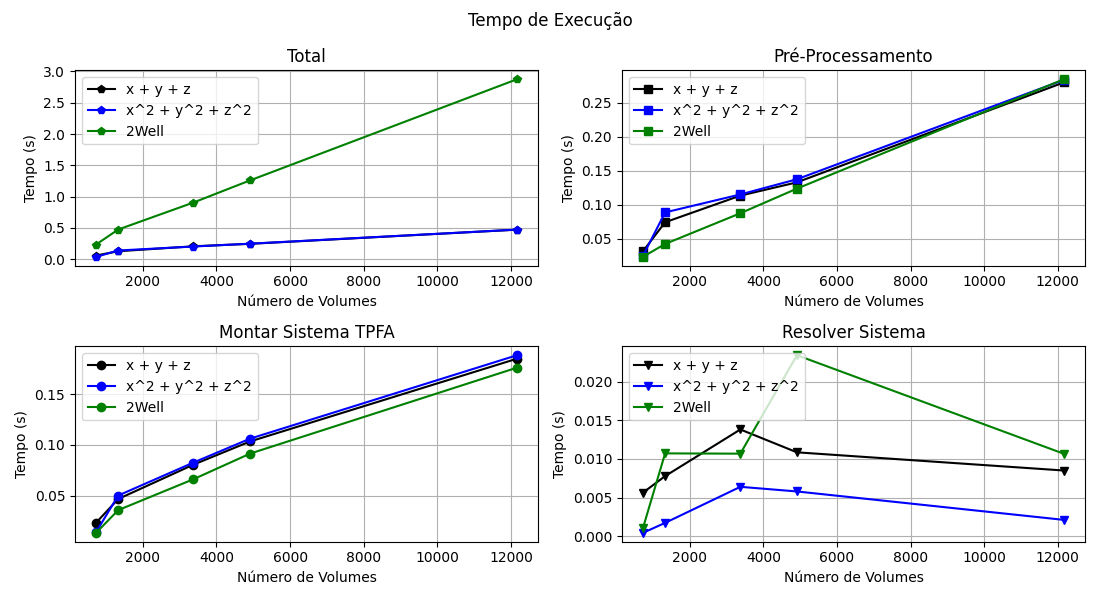 Tempo de Execução
Total
Tempo (s)
3.0
2.5
2.0
1.5
1.0
0.5
0.0
x + y + z
x^2 + y^2 + z^2
2Well
2000 4000 6000 8000 10000 12000
Número de Volumes
Pré-Processamento
Tempo (s)
0.25
0.20
0.15
0.10
0.05
x + y + z
x^2 + y^2 + z^2
2Well
2000 4000 6000 8000 10000 12000
Número de Volumes
Montar Sistema TPFA
Tempo (s)
0.15
0.10
0.05
x + y + z
x^2 + y^2 + z^2
2Well
2000 4000 6000 8000 10000 12000
Número de Volumes
Resolver Sistema
Tempo (s)
0.020
0.015
0.010
0.005
0.000
x + y + z
x^2 + y^2 + z^2
2Well
2000 4000 6000 8000 10000 12000
Número de Volumes